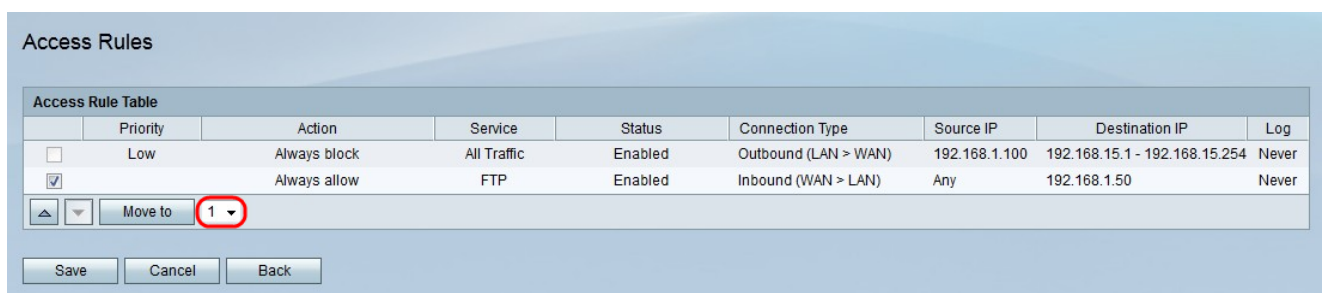 Access Rules
Access Rule Table
Priority Action Service Status Connection Type Source IP Destination IP Log
Low Always block All Traffic Enabled Outbound (LAN > WAN) 192.168.1.100 192.168.15.1 - 192.168.15.254 Never
Always allow FTP Enabled Inbound (WAN > LAN) Any 192.168.1.50 Never
Move to 1
Save Cancel Back